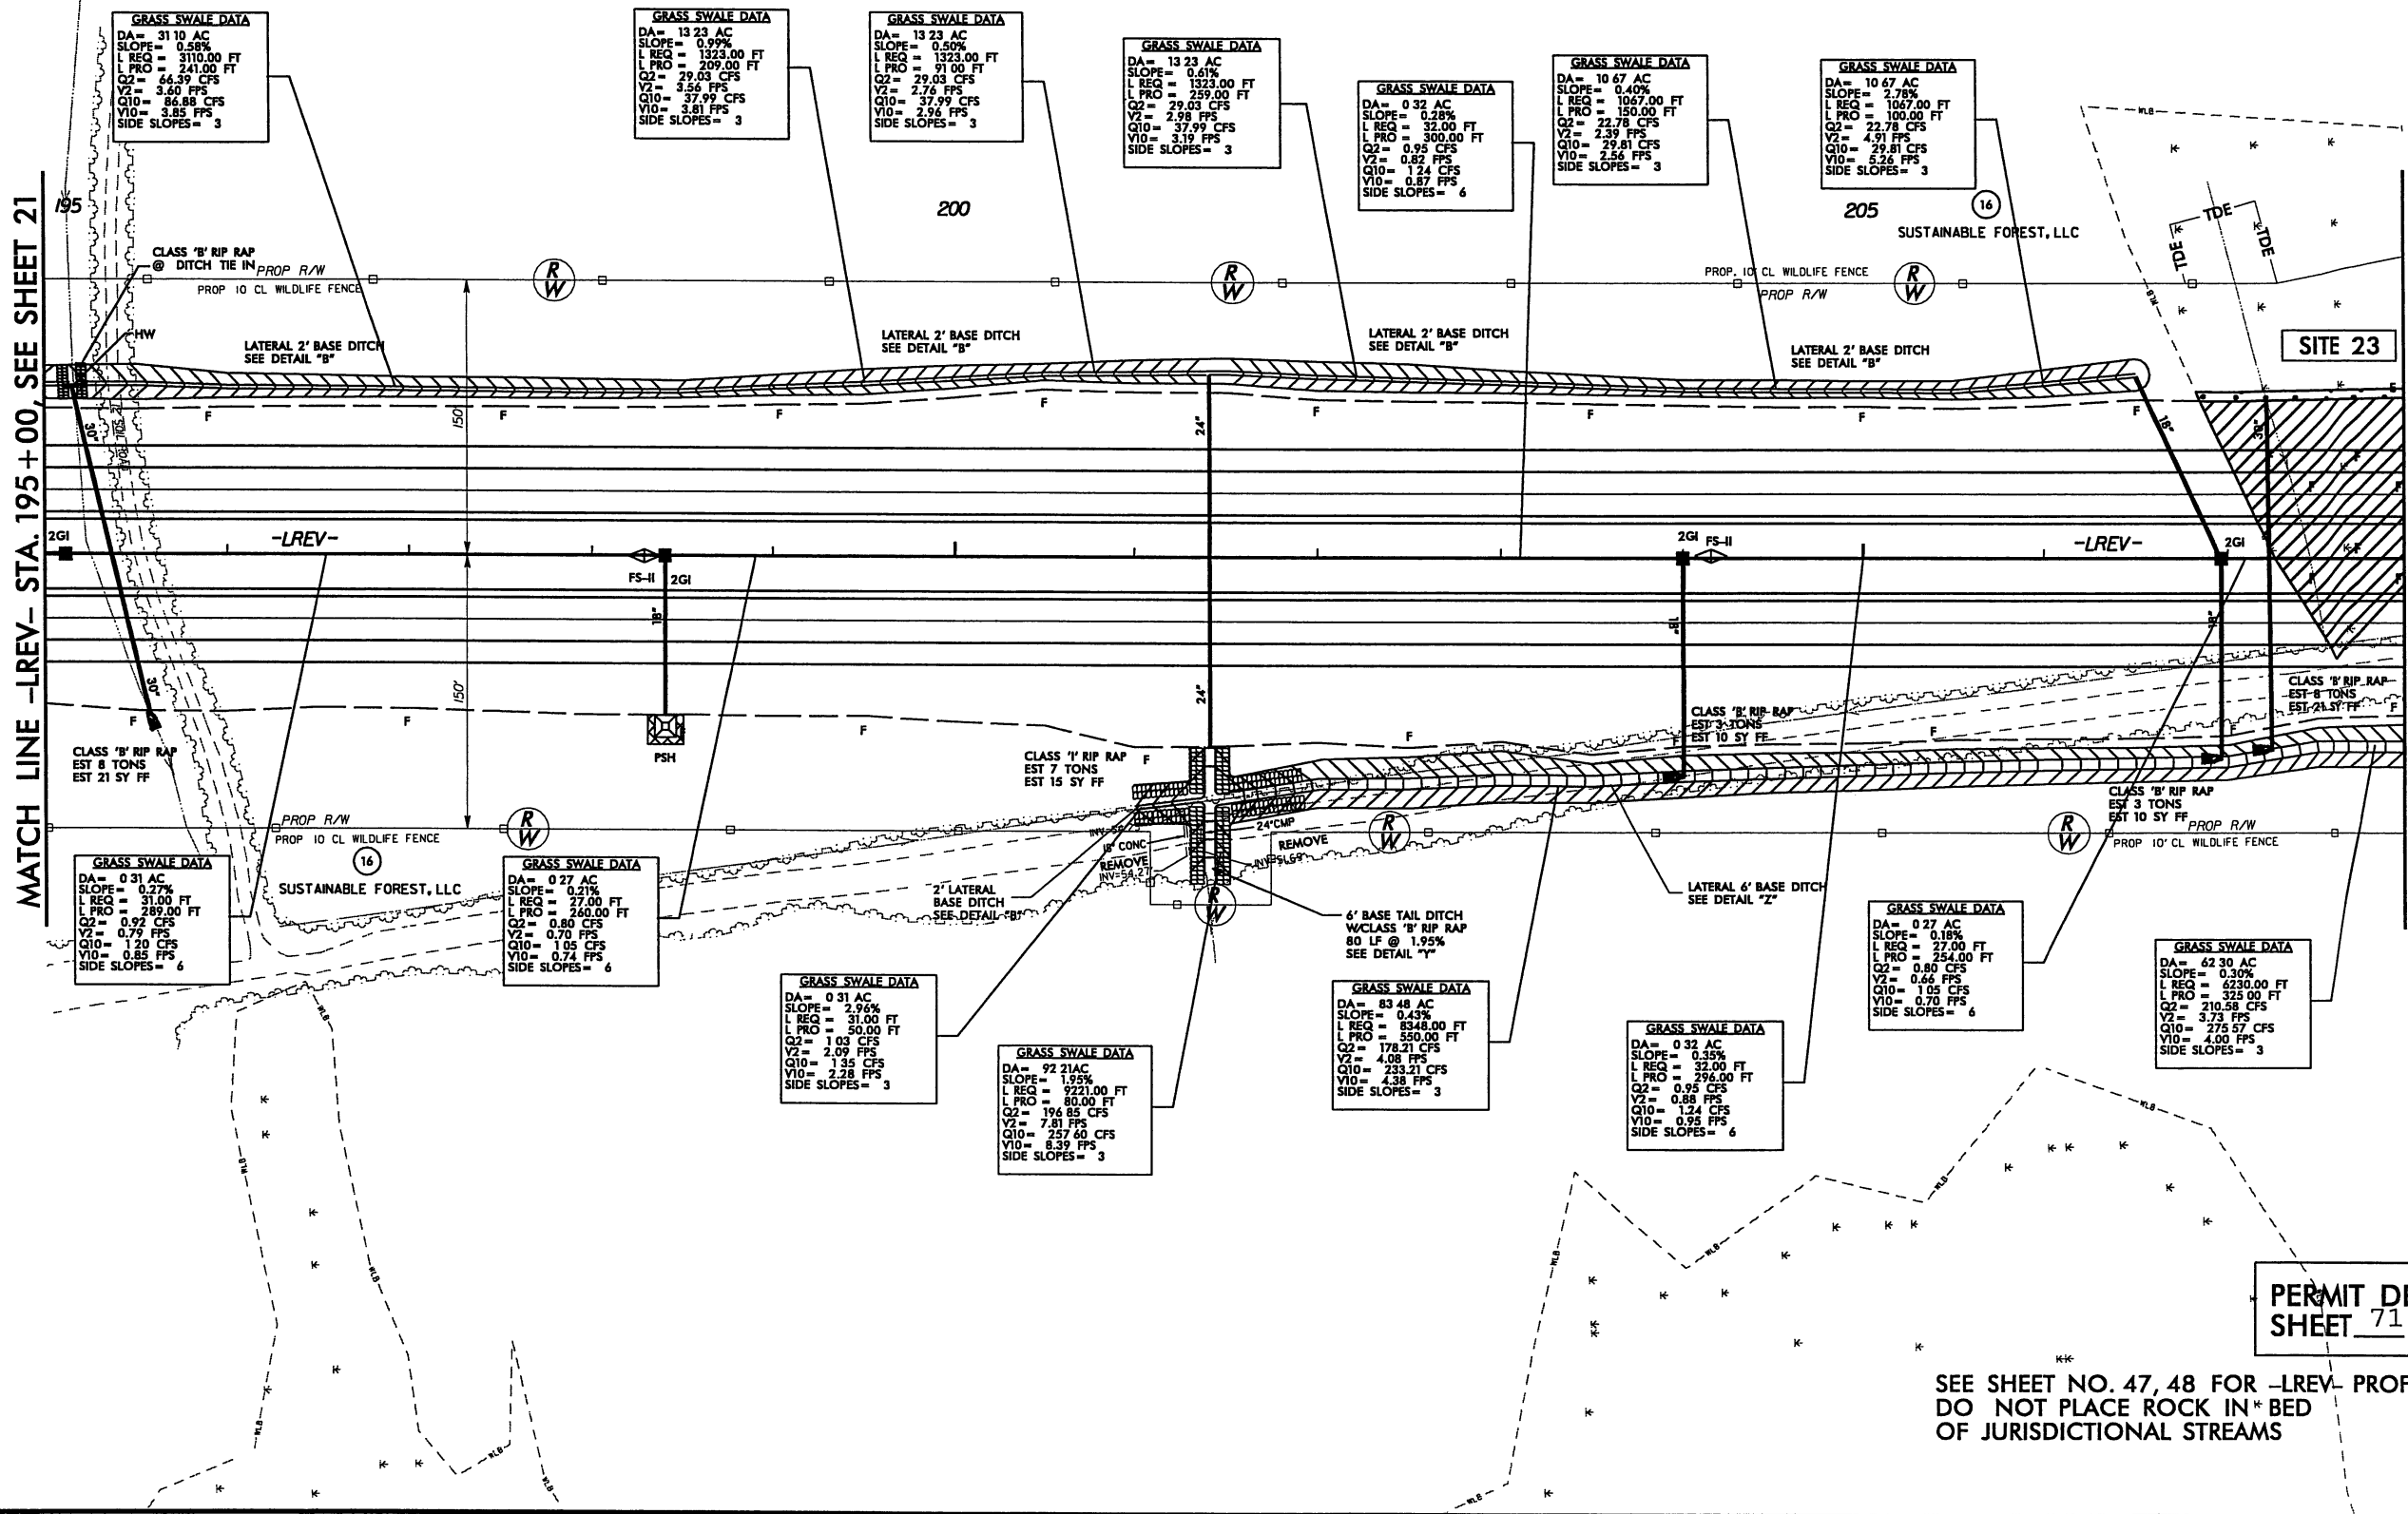 GRASS SWALE DATA
DA= 31 10 AC
SLOPE= 0.58%
L REQ = 3110.00 FT
L PRO = 241.00 FT
Q2= 66.39 CFS
V2= 3.60 FPS
Q10= 86.88 CFS
V10= 3.85 FPS
SIDE SLOPES= 3
GRASS SWALE DATA
DA= 13 23 AC
SLOPE= 0.99%
L REQ = 1323.00 FT
L PRO = 209.00 FT
Q2= 29.03 CFS
V2= 3.56 FPS
Q10= 37.99 CFS
V10= 3.81 FPS
SIDE SLOPES= 3
GRASS SWALE DATA
DA= 13 23 AC
SLOPE= 0.50%
L REQ = 1323.00 FT
L PRO = 91 00 FT
Q2= 29.03 CFS
V2= 2.76 FPS
Q10= 37.99 CFS
V10= 2.96 FPS
SIDE SLOPES= 3
GRASS SWALE DATA
DA= 13 23 AC
SLOPE= 0.61%
L REQ = 1323.00 FT
L PRO = 259.00 FT
Q2= 29.03 CFS
V2= 2.98 FPS
Q10= 37.99 CFS
V10= 3.19 FPS
SIDE SLOPES= 3
GRASS SWALE DATA
DA= 0 32 AC
SLOPE= 0.28%
L REQ = 32.00 FT
L PRO = 300.00 FT
Q2= 0.95 CFS
V2= 0.82 FPS
Q10= 1 24 CFS
V10= 0.87 FPS
SIDE SLOPES= 6
GRASS SWALE DATA
DA= 10 67 AC
SLOPE= 0.40%
L REQ = 1067.00 FT
L PRO = 150.00 FT
Q2= 22.78 CFS
V2= 2.39 FPS
Q10= 29.81 CFS
V10= 2.56 FPS
SIDE SLOPES= 3
GRASS SWALE DATA
DA= 10 67 AC
SLOPE= 2.78%
L REQ = 1067.00 FT
L PRO = 100.00 FT
Q2= 22.78 CFS
V2= 4.91 FPS
Q10= 29.81 CFS
V10= 5.26 FPS
SIDE SLOPES= 3
MATCH LINE -LREV- STA. 195+00, SEE SHEET 21
195
200
205
16
SUSTAINABLE FOREST, LLC
TDE
TDE
TDE
WLB
WLB
CLASS 'B' RIP RAP
@ DITCH TIE IN
PROP R/W
PROP 10 CL WILDLIFE FENCE
R
W
R
W
PROP. 10' CL WILDLIFE FENCE
PROP R/W
R
W
SITE 23
HW
LATERAL 2' BASE DITCH
SEE DETAIL "B"
LATERAL 2' BASE DITCH
SEE DETAIL "B"
LATERAL 2' BASE DITCH
SEE DETAIL "B"
LATERAL 2' BASE DITCH
SEE DETAIL "B"
F F F F F F F F
150'
30"
SOIL ROAD
24"
18"
30"
2GI
-LREV-
FS-II
2GI
2GI
FS-II
-LREV-
2GI
18"
18"
18"
150'
30"
24"
F F F F F F
PSH
CLASS 'B' RIP RAP
EST 8 TONS
EST 21 SY FF
CLASS 'I' RIP RAP
EST 7 TONS
EST 15 SY FF
CLASS 'B' RIP RAP
EST 3 TONS
EST 10 SY FF
CLASS 'B' RIP RAP
EST 8 TONS
EST 21 SY FF
CLASS 'B' RIP RAP
EST 3 TONS
EST 10 SY FF
PROP R/W
PROP 10 CL WILDLIFE FENCE
R
W
16
SUSTAINABLE FOREST, LLC
18" CONC
REMOVE
INV=54.27
24"CMP
REMOVE
R
W
R
W
R
W
PROP R/W
PROP 10' CL WILDLIFE FENCE
2' LATERAL
BASE DITCH
SEE DETAIL "B"
6' BASE TAIL DITCH
W/CLASS 'B' RIP RAP
80 LF @ 1.95%
SEE DETAIL "Y"
LATERAL 6' BASE DITCH
SEE DETAIL "Z"
GRASS SWALE DATA
DA= 0 31 AC
SLOPE= 0.27%
L REQ = 31.00 FT
L PRO = 289.00 FT
Q2= 0.92 CFS
V2= 0.79 FPS
Q10= 1 20 CFS
V10= 0.85 FPS
SIDE SLOPES= 6
GRASS SWALE DATA
DA= 0 27 AC
SLOPE= 0.21%
L REQ = 27.00 FT
L PRO = 260.00 FT
Q2= 0.80 CFS
V2= 0.70 FPS
Q10= 1 05 CFS
V10= 0.74 FPS
SIDE SLOPES= 6
GRASS SWALE DATA
DA= 0 31 AC
SLOPE= 2.96%
L REQ = 31.00 FT
L PRO = 50.00 FT
Q2= 1 03 CFS
V2= 2.09 FPS
Q10= 1.35 CFS
V10= 2.28 FPS
SIDE SLOPES= 3
GRASS SWALE DATA
DA= 92 21AC
SLOPE= 1.95%
L REQ = 9221.00 FT
L PRO = 80.00 FT
Q2= 196 85 CFS
V2= 7.81 FPS
Q10= 257 60 CFS
V10= 8.39 FPS
SIDE SLOPES= 3
GRASS SWALE DATA
DA= 83 48 AC
SLOPE= 0.43%
L REQ = 8348.00 FT
L PRO = 550.00 FT
Q2= 178.21 CFS
V2= 4.08 FPS
Q10= 233.21 CFS
V10= 4.38 FPS
SIDE SLOPES= 3
GRASS SWALE DATA
DA= 0 32 AC
SLOPE= 0.35%
L REQ = 32.00 FT
L PRO = 296.00 FT
Q2= 0.95 CFS
V2= 0.88 FPS
Q10= 1.24 CFS
V10= 0.95 FPS
SIDE SLOPES= 6
GRASS SWALE DATA
DA= 0 27 AC
SLOPE= 0.18%
L REQ = 27.00 FT
L PRO = 254.00 FT
Q2= 0.80 CFS
V2= 0.66 FPS
Q10= 1 05 CFS
V10= 0.70 FPS
SIDE SLOPES= 6
GRASS SWALE DATA
DA= 62 30 AC
SLOPE= 0.30%
L REQ = 6230.00 FT
L PRO = 325 00 FT
Q2= 210.58 CFS
V2= 3.73 FPS
Q10= 275 57 CFS
V10= 4.00 FPS
SIDE SLOPES= 3
WLB
WLB
WLB
WLB
WLB
WLB
WLB
WLB
WLB
WLB
WLB
WLB
PERMIT DE
SHEET 71
SEE SHEET NO. 47, 48 FOR -LREV- PROF
DO NOT PLACE ROCK IN BED
OF JURISDICTIONAL STREAMS